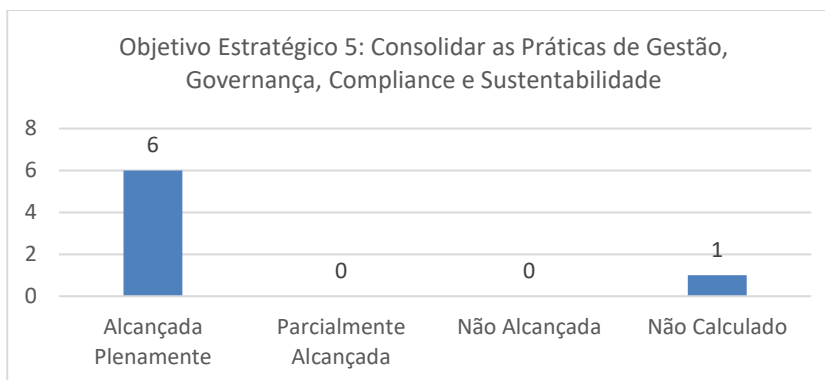 Objetivo Estratégico 5: Consolidar as Práticas de Gestão,
Governança, Compliance e Sustentabilidade
8
6
4
2
0
6
0
0
1
Alcançada
Plenamente
Parcialmente
Alcançada
Não Alcançada
Não Calculado